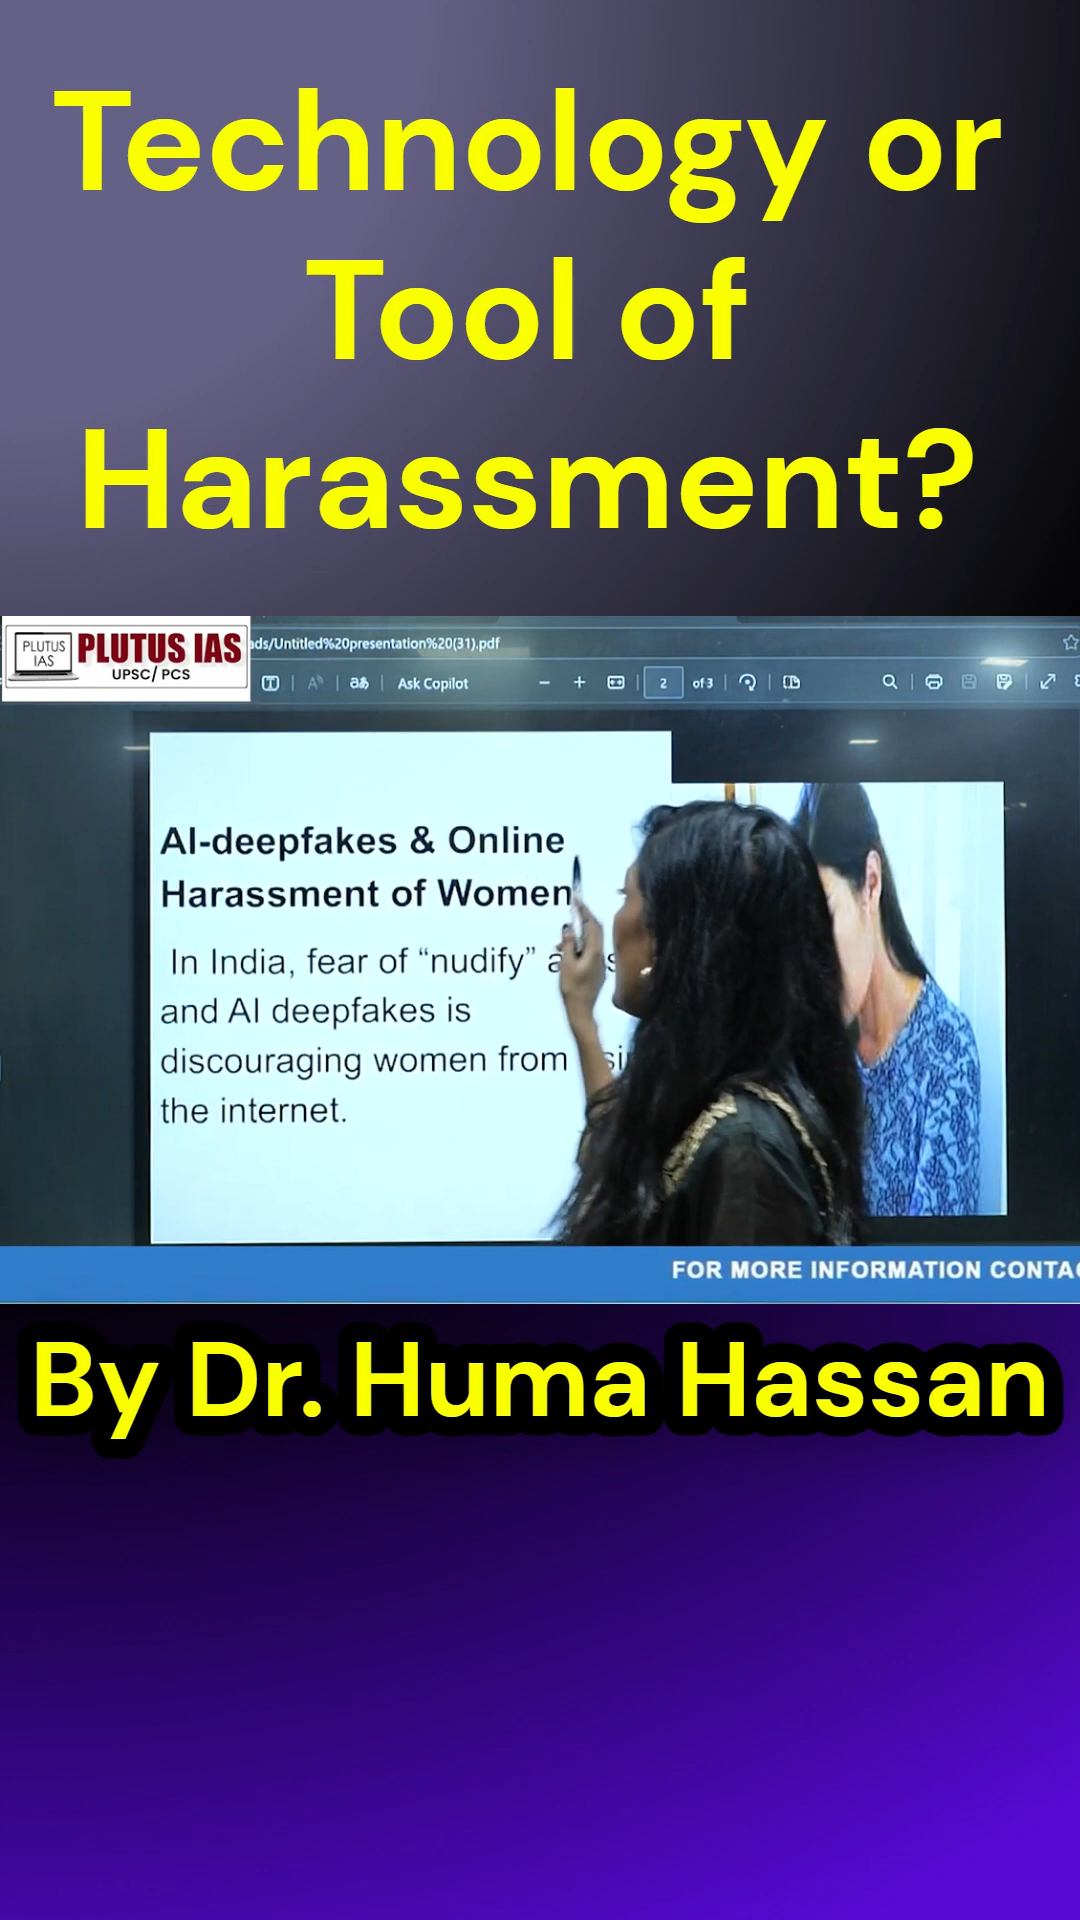 Technology or
Tool of
Harassment?
PLUTUS
IAS
PLUTUS IAS
UPSC/ PCS
ads/Untitled%20presentation%20(31).pdf
aあ
Ask Copilot
2
of 3
AI-deepfakes & Online
Harassment of Women
In India, fear of “nudify”
and AI deepfakes is
discouraging women from
the internet.
FOR MORE INFORMATION
By Dr. Huma Hassan